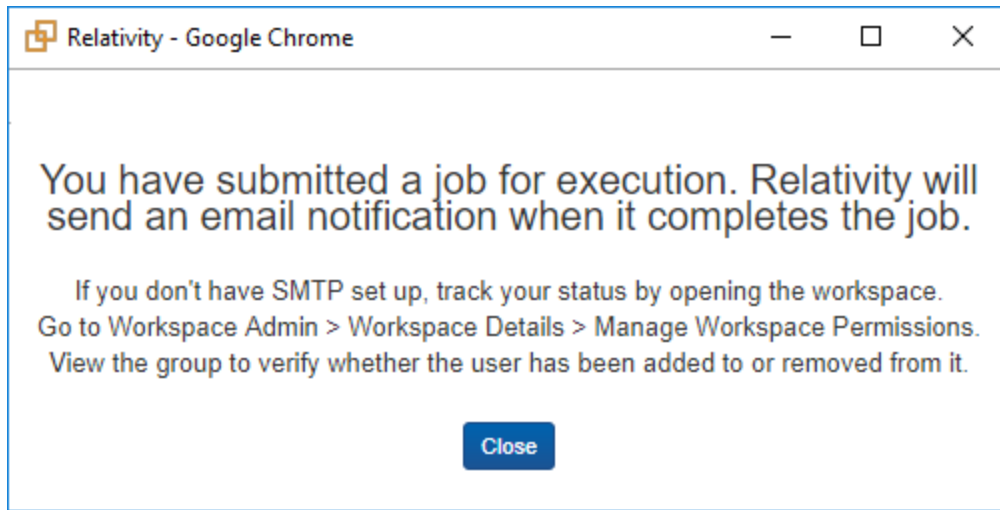 Relativity - Google Chrome
You have submitted a job for execution. Relativity will
send an email notification when it completes the job.
If you don't have SMTP set up, track your status by opening the workspace.
Go to Workspace Admin > Workspace Details > Manage Workspace Permissions.
View the group to verify whether the user has been added to or removed from it.
Close